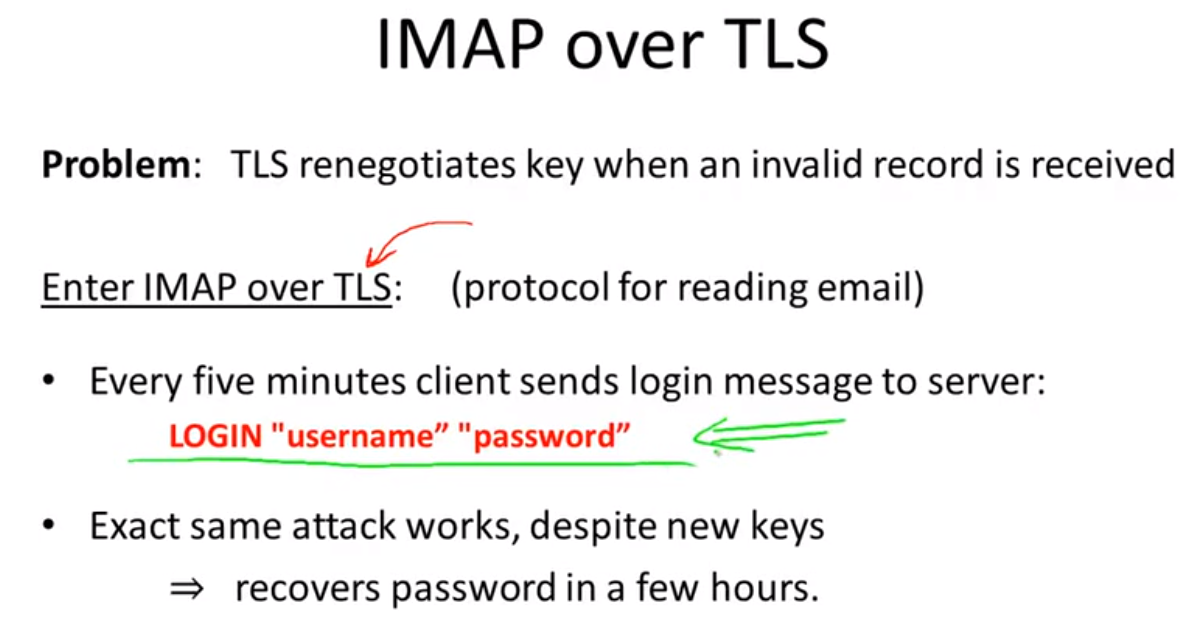 IMAP over TLS
Problem: TLS renegotiates key when an invalid record is received
Enter IMAP over TLS: (protocol for reading email)
• Every five minutes client sends login message to server:
LOGIN "username” "password”
• Exact same attack works, despite new keys
⇒ recovers password in a few hours.